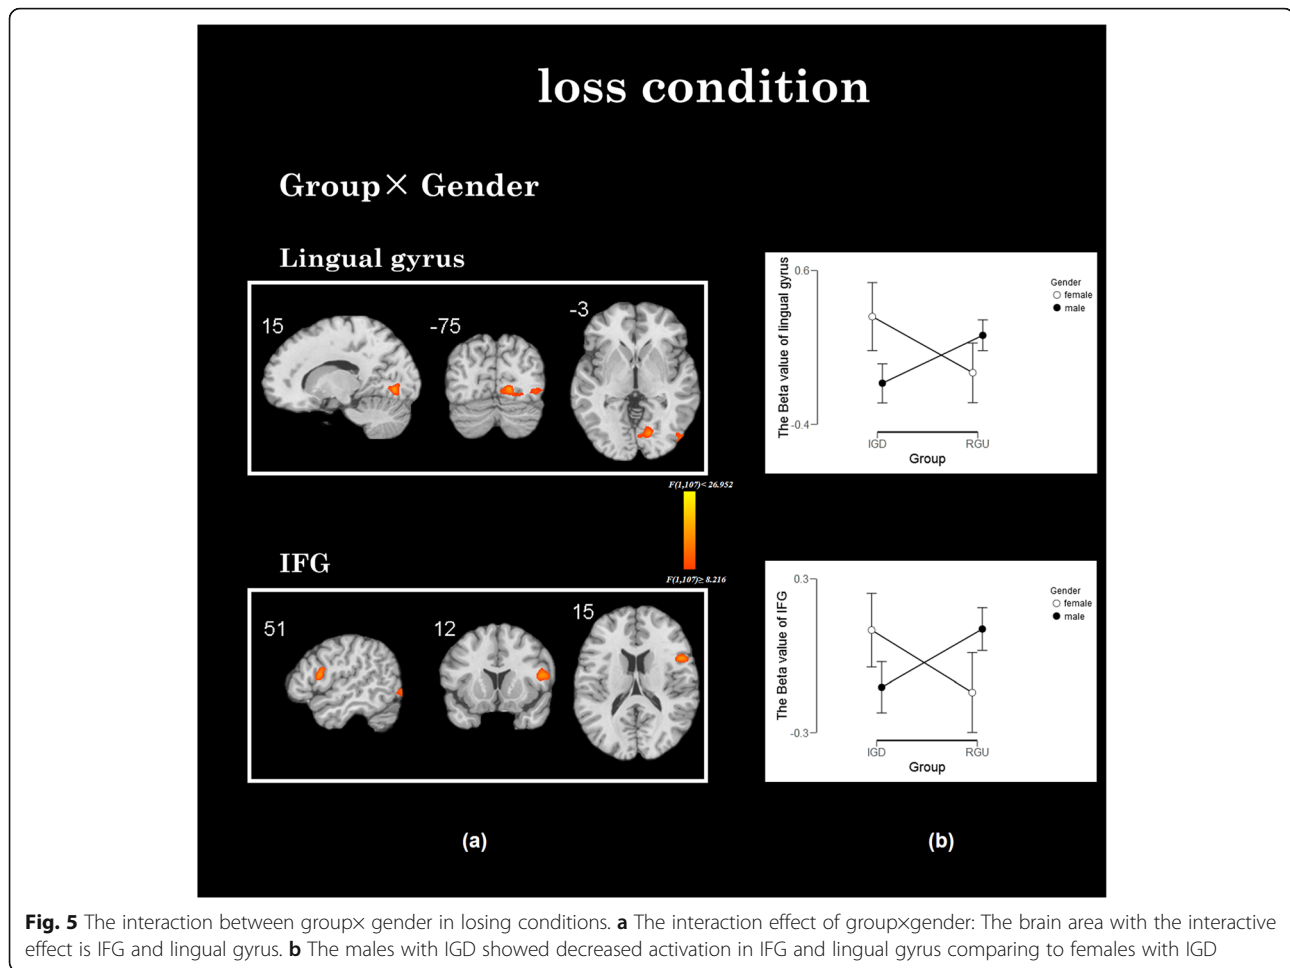 loss condition
Group× Gender
Lingual gyrus
15
-75
-3
The Beta value of lingual gyrus
0.6
-0.4
Gender
female
male
IGD
RGU
Group
F(1,107)< 26.952
F(1,107)≥ 8.216
IFG
51
12
15
The Beta value of IFG
0.3
-0.3
Gender
female
male
IGD
RGU
Group
(a)
(b)
Fig. 5 The interaction between group× gender in losing conditions. a The interaction effect of group×gender: The brain area with the interactive
effect is IFG and lingual gyrus. b The males with IGD showed decreased activation in IFG and lingual gyrus comparing to females with IGD